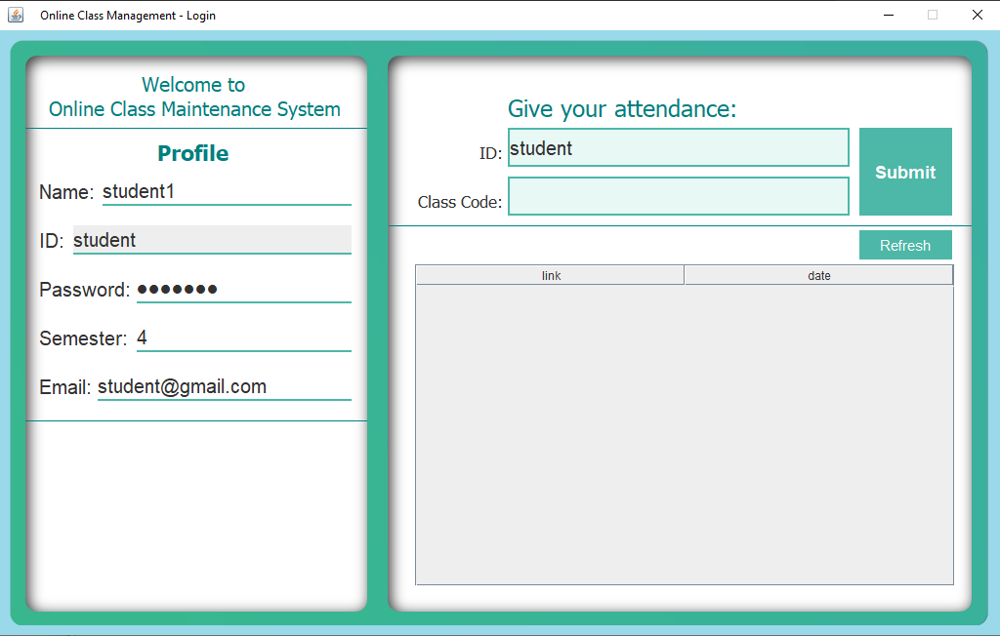 Online Class Management - Login
Welcome to
Online Class Maintenance System
Profile
Name: student1
ID: student
Password: ●●●●●●●
Semester: 4
Email: student@gmail.com
Give your attendance:
ID: student
Class Code:
Submit
Refresh
link date